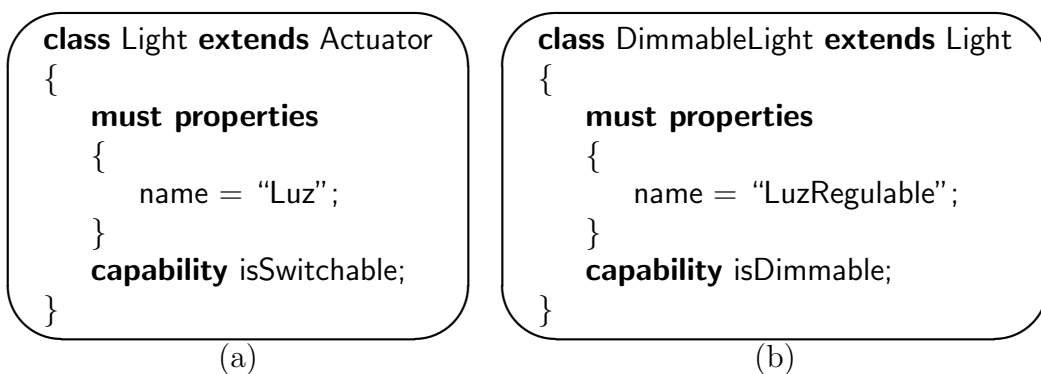 class Light extends Actuator
{
must properties
{
name = “Luz”;
}
capability isSwitchable;
}
(a)
class DimmableLight extends Light
{
must properties
{
name = “LuzRegulable”;
}
capability isDimmable;
}
(b)